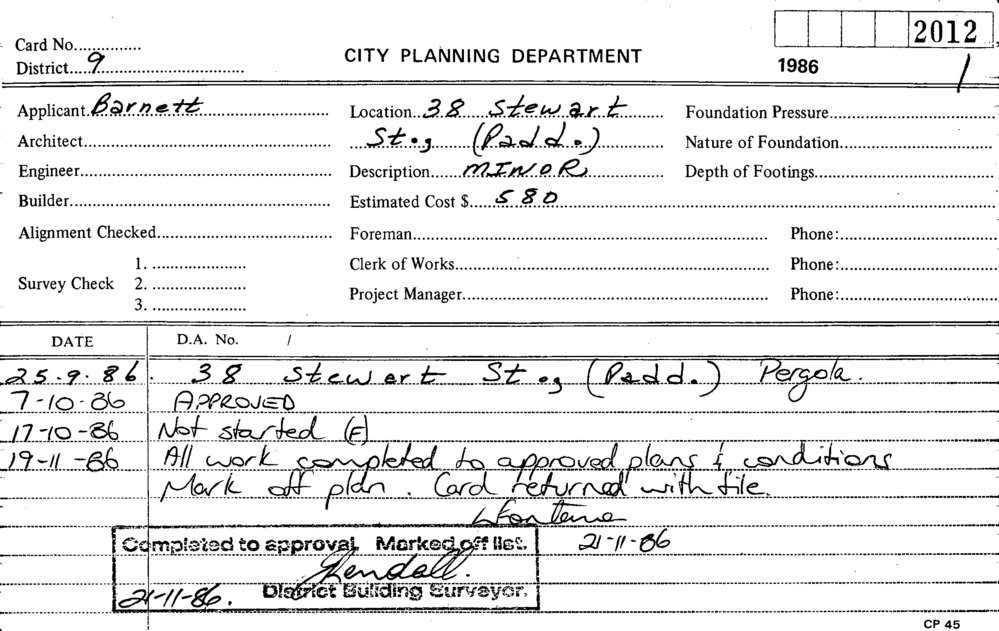 2012
Card No...............
CITY PLANNING DEPARTMENT
District.....9
1986
1
Applicant Barnett
Location 38 Stewart
Foundation Pressure
Architect
St., (Padd.)
Nature of Foundation
Engineer
Description MINOR
Depth of Footings
Builder
Estimated Cost $ 580
Alignment Checked
Foreman
Phone:
Survey Check
1.
2.
3.
Clerk of Works
Phone:
Project Manager
Phone:
DATE
D.A. No. /
25.9.86. 38 Stewart St., (Padd.) Pergola.
7-10-86 APPROVED
17-10-86 Not started (F)
19-11-86 All work completed to approved plans & conditions
Mark off plan. Card returned with file.
21-11-86
Completed to approval. Marked off list.
Kendall.
21-11-86. District Building Surveyor.
CP 45